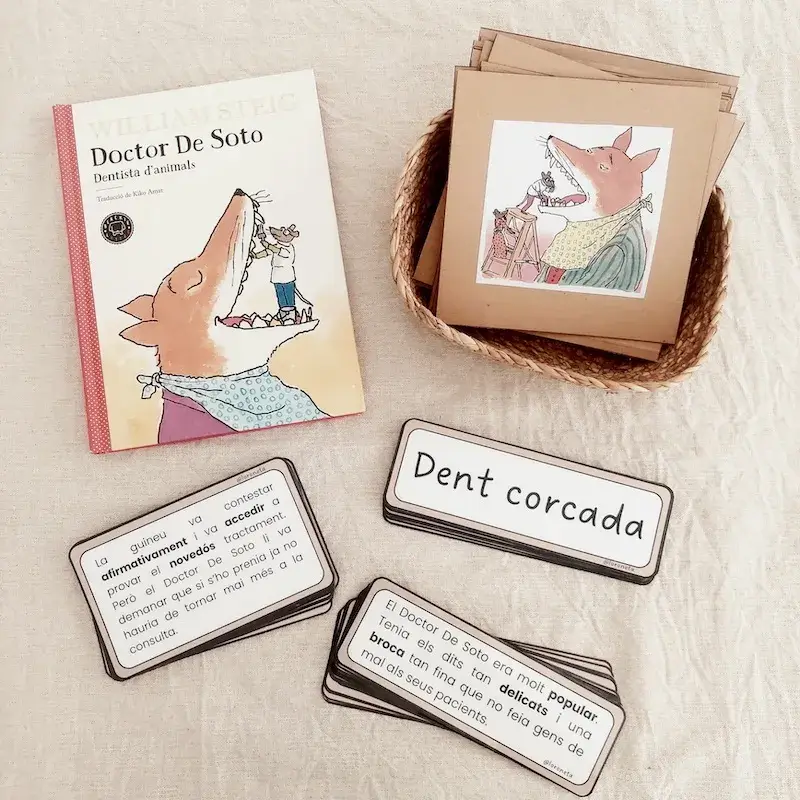 WILLIAM STEIG
Doctor De Soto
Dentista d'animals
Traducció de Kiko Amat
Dent corcada
@loroneta
@loroneta
La guineu va contestar
afirmativament i va accedir a
provar el novedós tractament.
Però el Doctor De Soto li va
demanar que si s'ho prenia ja no
hauria de tornar mai més a la
consulta.
El Doctor De Soto era molt popular.
Tenia els dits tan delicats i una
broca tan fina que no feia gens de
mal als seus pacients.
@loroneta